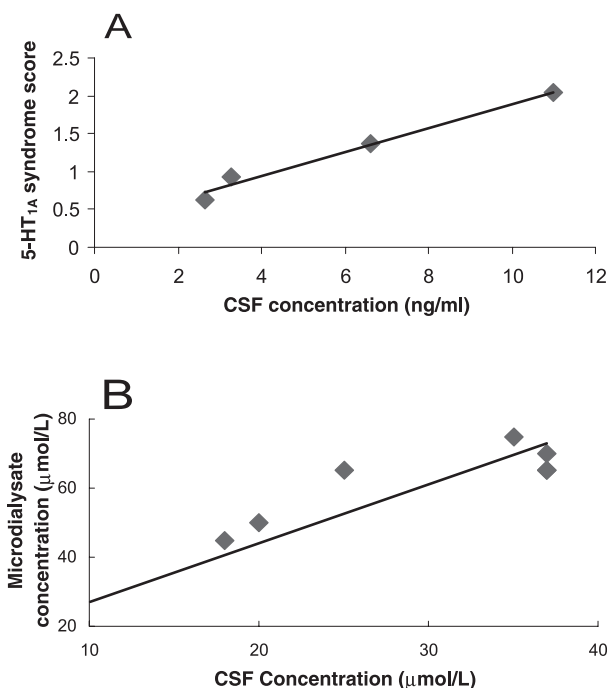 A
5-HT1A syndrome score
2.5
2
1.5
1
0.5
0
0 2 4 6 8 10 12
CSF concentration (ng/ml)
B
Microdialysate
concentration (μmol/L)
80
60
40
20
10 20 30 40
CSF Concentration (μmol/L)